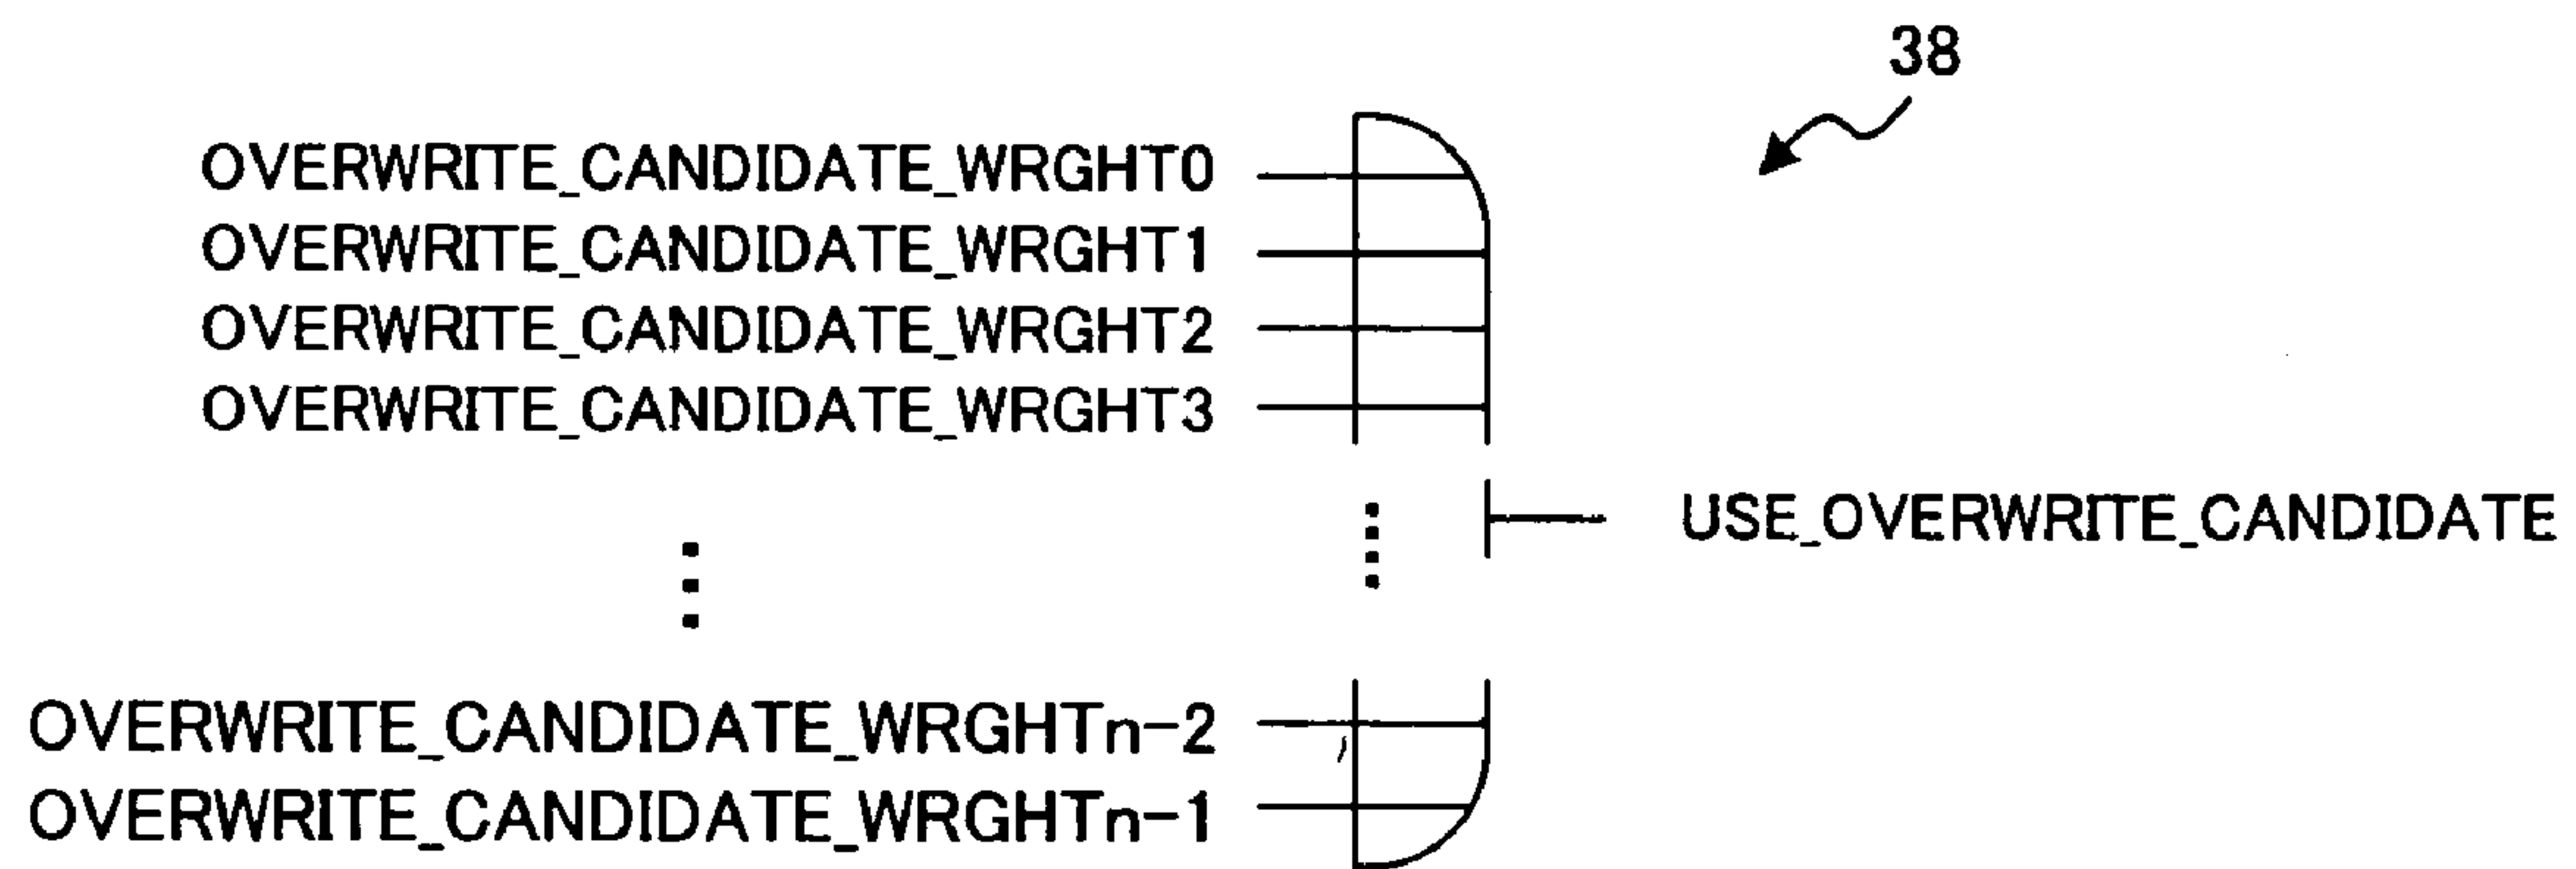 38
OVERWRITE_CANDIDATE_WRGHT0
OVERWRITE_CANDIDATE_WRGHT1
OVERWRITE_CANDIDATE_WRGHT2
OVERWRITE_CANDIDATE_WRGHT3
USE_OVERWRITE_CANDIDATE
OVERWRITE_CANDIDATE_WRGHTn-2
OVERWRITE_CANDIDATE_WRGHTn-1